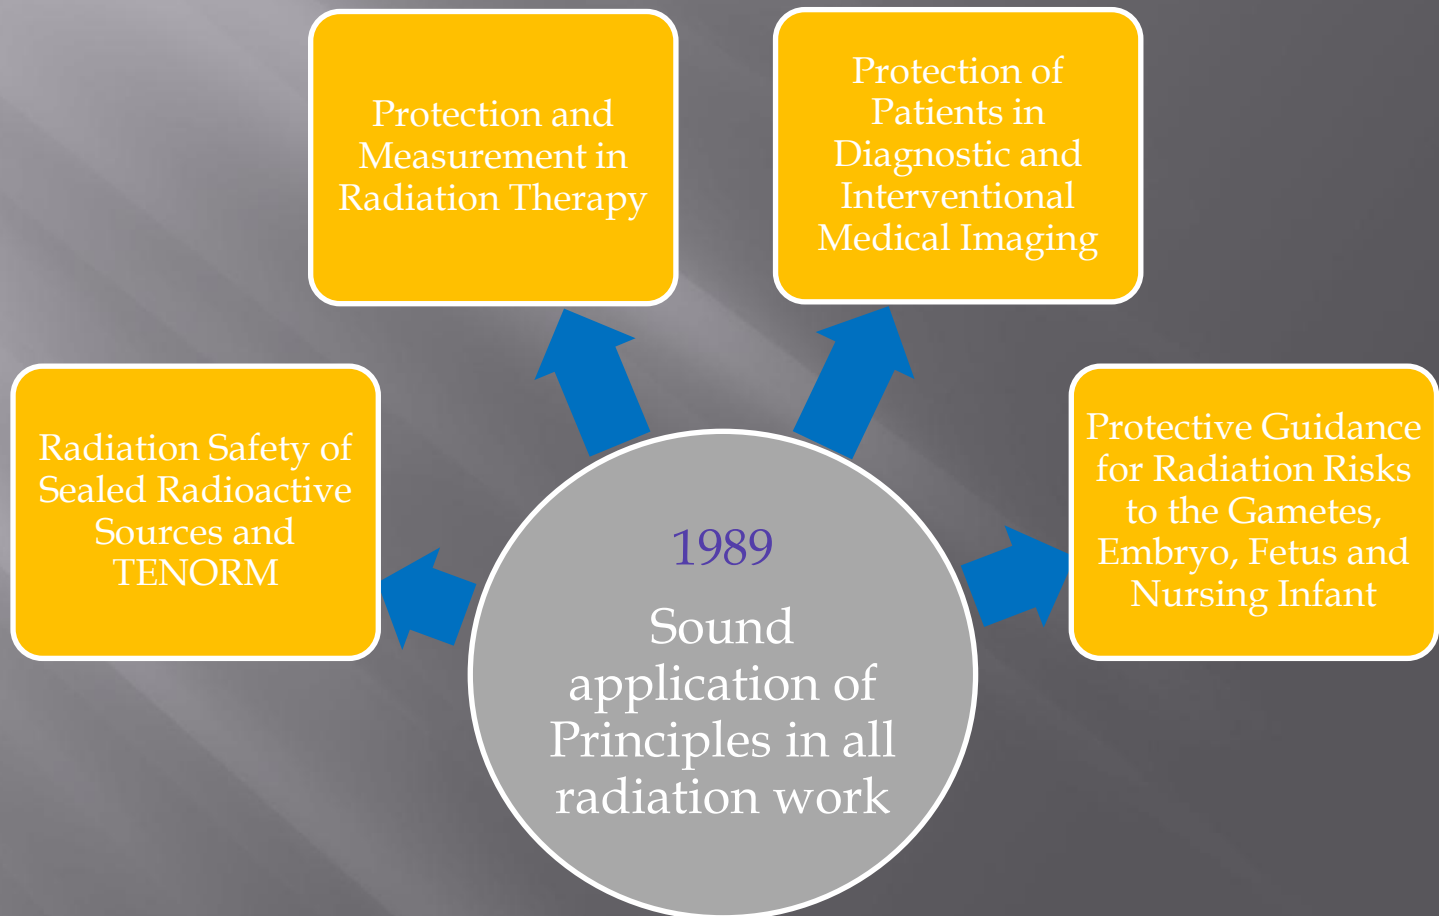 Protection and
Measurement in
Radiation Therapy
Protection of
Patients in
Diagnostic and
Interventional
Medical Imaging
Radiation Safety of
Sealed Radioactive
Sources and
TENORM
Protective Guidance
for Radiation Risks
to the Gametes,
Embryo, Fetus and
Nursing Infant
1989
Sound
application of
Principles in all
radiation work